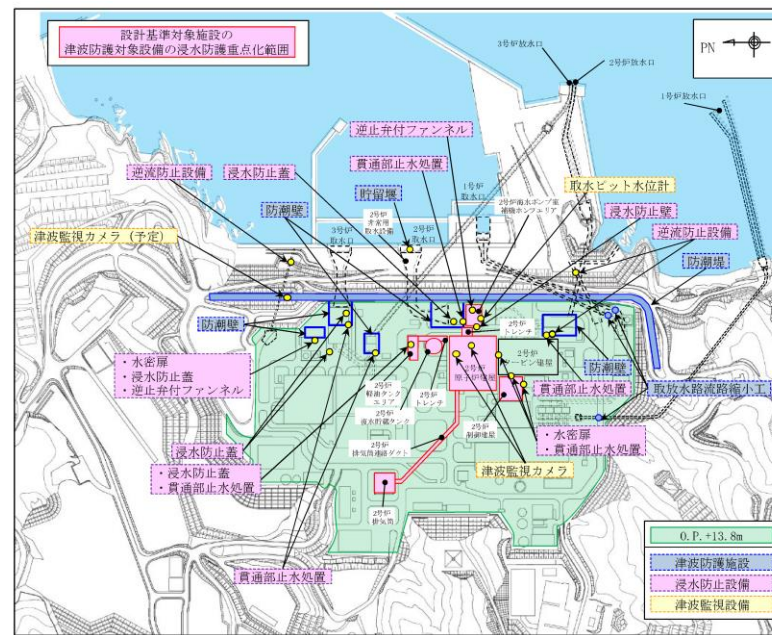 設計基準対象施設の
津波防護対象設備の浸水防護重点化範囲
PN
3号炉放水口
2号炉放水口
1号炉放水口
逆止弁付ファンネル
貫通部止水処置
逆流防止設備
浸水防止蓋
防潮壁
貯留堰
1号炉
取水口
2号炉海水ポンプ室
補機ポンプエリア
取水ピット水位計
浸水防止壁
逆流防止設備
防潮堤
津波監視カメラ(予定)
3号炉
取水口
2号炉
非常用
取水設備
2号炉
取水口
防潮壁
・水密扉
・浸水防止蓋
・逆止弁付ファンネル
2号炉
トレンチ
2号炉
タービン建屋
2号炉
原子炉建屋
防潮壁
貫通部止水処置
取放水路流路縮小工
2号炉
軽油タンク
エリア
2号炉
トレンチ
2号炉
復水貯蔵タンク
2号炉
制御建屋
・水密扉
・貫通部止水処置
浸水防止蓋
・浸水防止蓋
・貫通部止水処置
2号炉
排気筒連絡ダクト
津波監視カメラ
2号炉
排気筒
貫通部止水処置
O.P.+13.8m
津波防護施設
浸水防止設備
津波監視設備